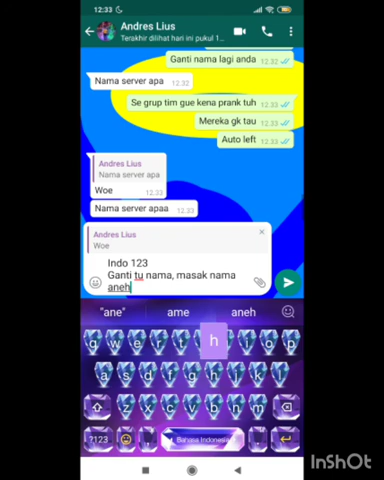 12:33
Andres Lius
Terakhir dilihat hari ini pukul 1...
Ganti nama lagi anda 12.32
Nama server apa 12.32
Se grup tim gue kena prank tuh 12.33
Mereka gk tau 12.33
Auto left 12.33
Andres Lius
Nama server apa
Woe 12.33
Nama server apaa 12.33
Andres Lius
Woe
Indo 123
Ganti tu nama, masak nama
aneh
"ane" ame aneh
q w e r t h i o p
a s d f g h j k l
z x c v b n m
?123 , Bahasa Indonesia .
InShOt